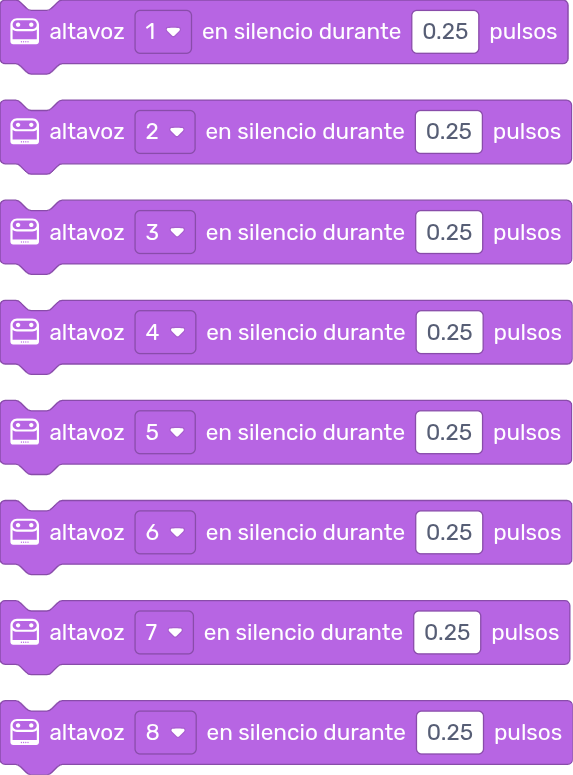 altavoz 1 en silencio durante 0.25 pulsos
altavoz 2 en silencio durante 0.25 pulsos
altavoz 3 en silencio durante 0.25 pulsos
altavoz 4 en silencio durante 0.25 pulsos
altavoz 5 en silencio durante 0.25 pulsos
altavoz 6 en silencio durante 0.25 pulsos
altavoz 7 en silencio durante 0.25 pulsos
altavoz 8 en silencio durante 0.25 pulsos